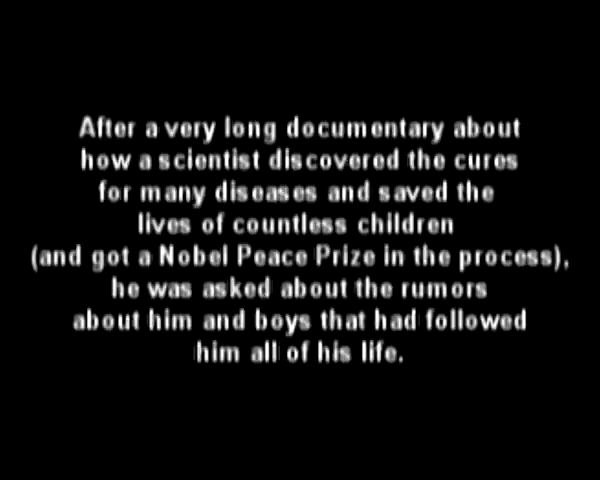 After a very long documentary about
how a scientist discovered the cures
for many diseases and saved the
lives of countless children
(and got a Nobel Peace Prize in the process),
he was asked about the rumors
about him and boys that had followed
him all of his life.